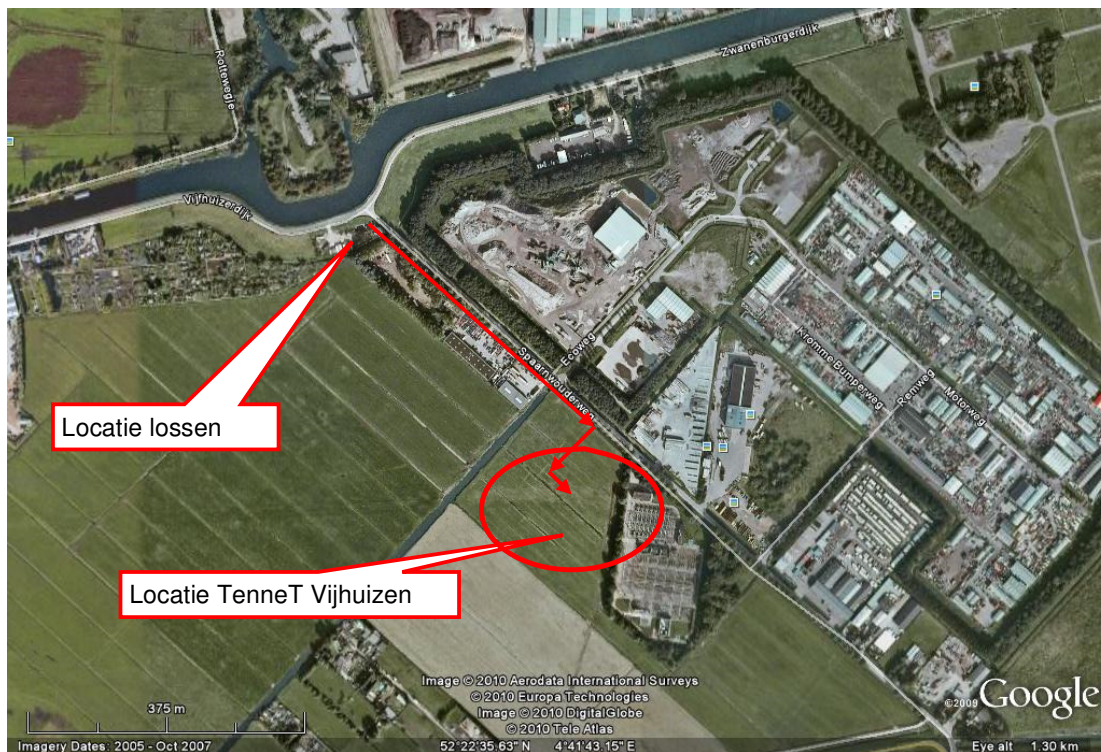 Rottewegje
Zwanenburgerdijk
Vijfhuizerdijk
Ecoweg
Spaarnwouderweg
Kromme Bumperweg
Remweg
Motorweg
Locatie lossen
Locatie TenneT Vijhuizen
Image © 2010 Aerodata International Surveys
© 2010 Europa Technologies
Image © 2010 DigitalGlobe
© 2010 Tele Atlas
©2009 Google
375 m
Imagery Dates: 2005 - Oct 2007
52°22'35.63" N 4°41'43.15" E
Eye alt 1.30 km